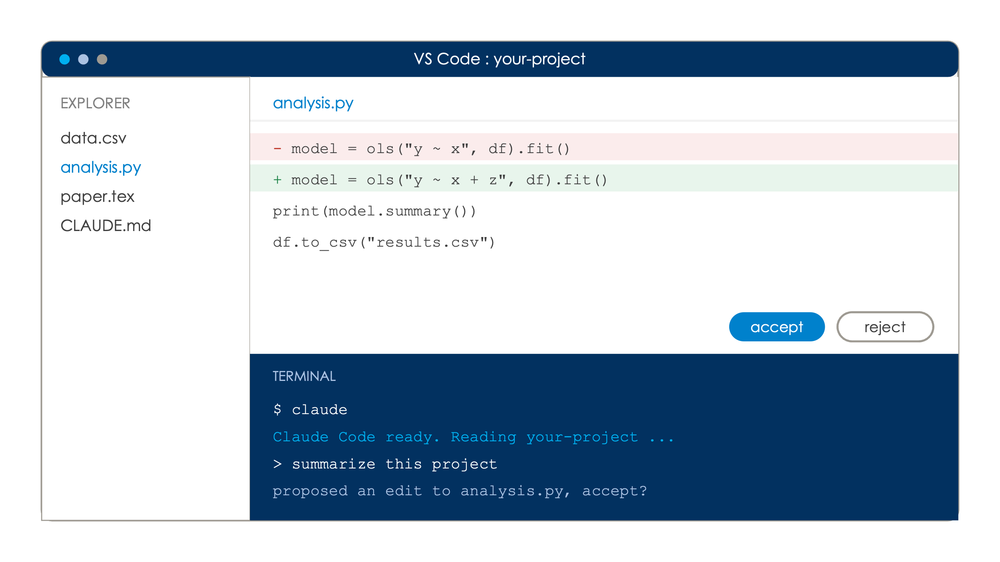 VS Code : your-project
EXPLORER
data.csv
analysis.py
paper.tex
CLAUDE.md
analysis.py
- model = ols("y ~ x", df).fit()
+ model = ols("y ~ x + z", df).fit()
print(model.summary())
df.to_csv("results.csv")
accept
reject
TERMINAL
$ claude
Claude Code ready. Reading your-project ...
> summarize this project
proposed an edit to analysis.py, accept?